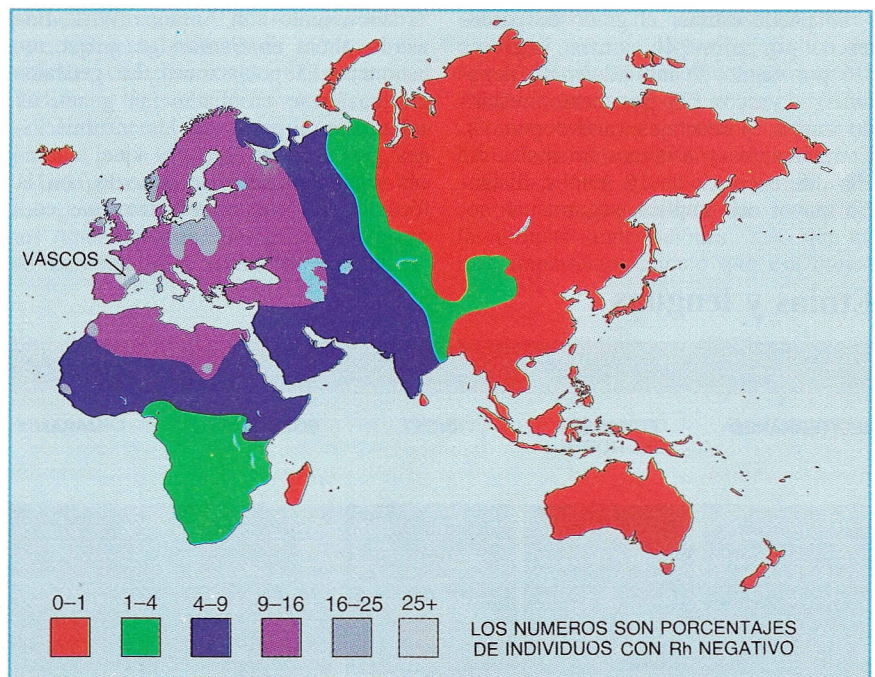 VASCOS
0–1 1–4 4–9 9–16 16–25 25+
LOS NUMEROS SON PORCENTAJES
DE INDIVIDUOS CON Rh NEGATIVO